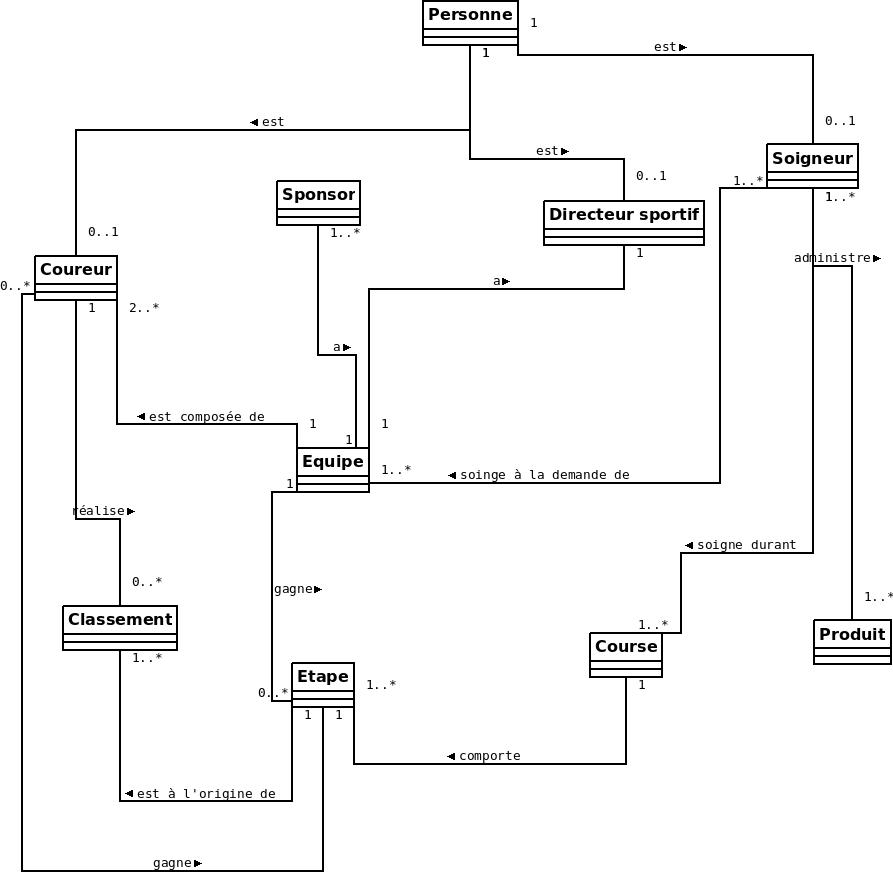 Personne
1
1
est
est
0..1
est
Soigneur
0..1
1..*
Sponsor
1..*
Directeur sportif
1..*
0..1
1
Coureur
administre
0..*
a
1
2..*
a
est composée de
1
1
1
Equipe
1..*
soinge à la demande de
1
réalise
soigne durant
0..*
gagne
1..*
Classement
1..*
Produit
1..*
Course
Etape
1..*
1
0..*
1
1
comporte
est à l'origine de
gagne